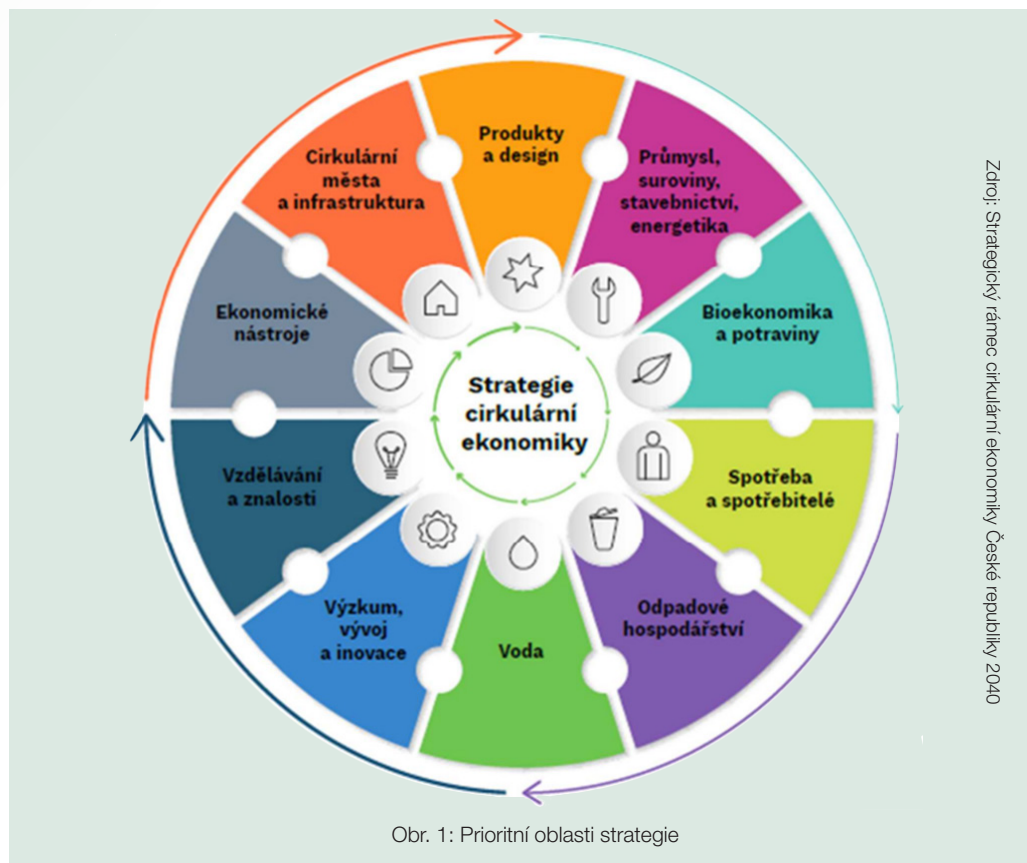 Produkty
a design
Průmysl,
suroviny,
stavebnictví,
energetika
Bioekonomika
a potraviny
Spotřeba
a spotřebitelé
Odpadové
hospodářství
Voda
Výzkum,
vývoj
a inovace
Vzdělávání
a znalosti
Ekonomické
nástroje
Cirkulární
města
a infrastruktura
Strategie
cirkulární
ekonomiky
Zdroj: Strategický rámec cirkulární ekonomiky České republiky 2040
Obr. 1: Prioritní oblasti strategie